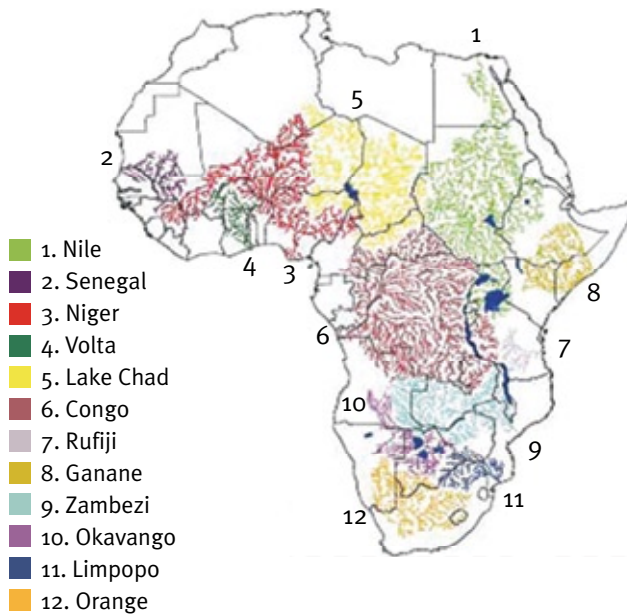 1
5
2
4
3
8
6
7
10
9
11
12
1. Nile
2. Senegal
3. Niger
4. Volta
5. Lake Chad
6. Congo
7. Rufiji
8. Ganane
9. Zambezi
10. Okavango
11. Limpopo
12. Orange